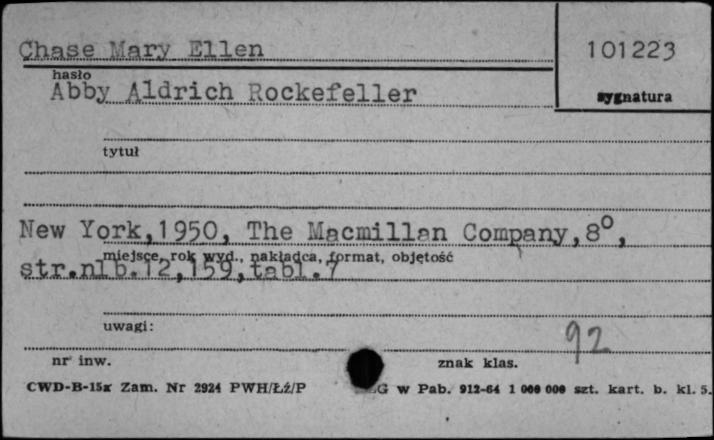 Chase Mary Ellen
101223
hasło
Abby Aldrich Rockefeller
sygnatura
tytuł
New York,1950, The Macmillan Company,8°,
miejsce, rok wyd., nakładca, format, objętość
str.nlb.12,159,tabl.7
uwagi:
92
nr inw.
znak klas.
CWD-B-15x Zam. Nr 2924 PWH/Łź/P G w Pab. 912-64 1 000 000 szt. kart. b. kl. 5.